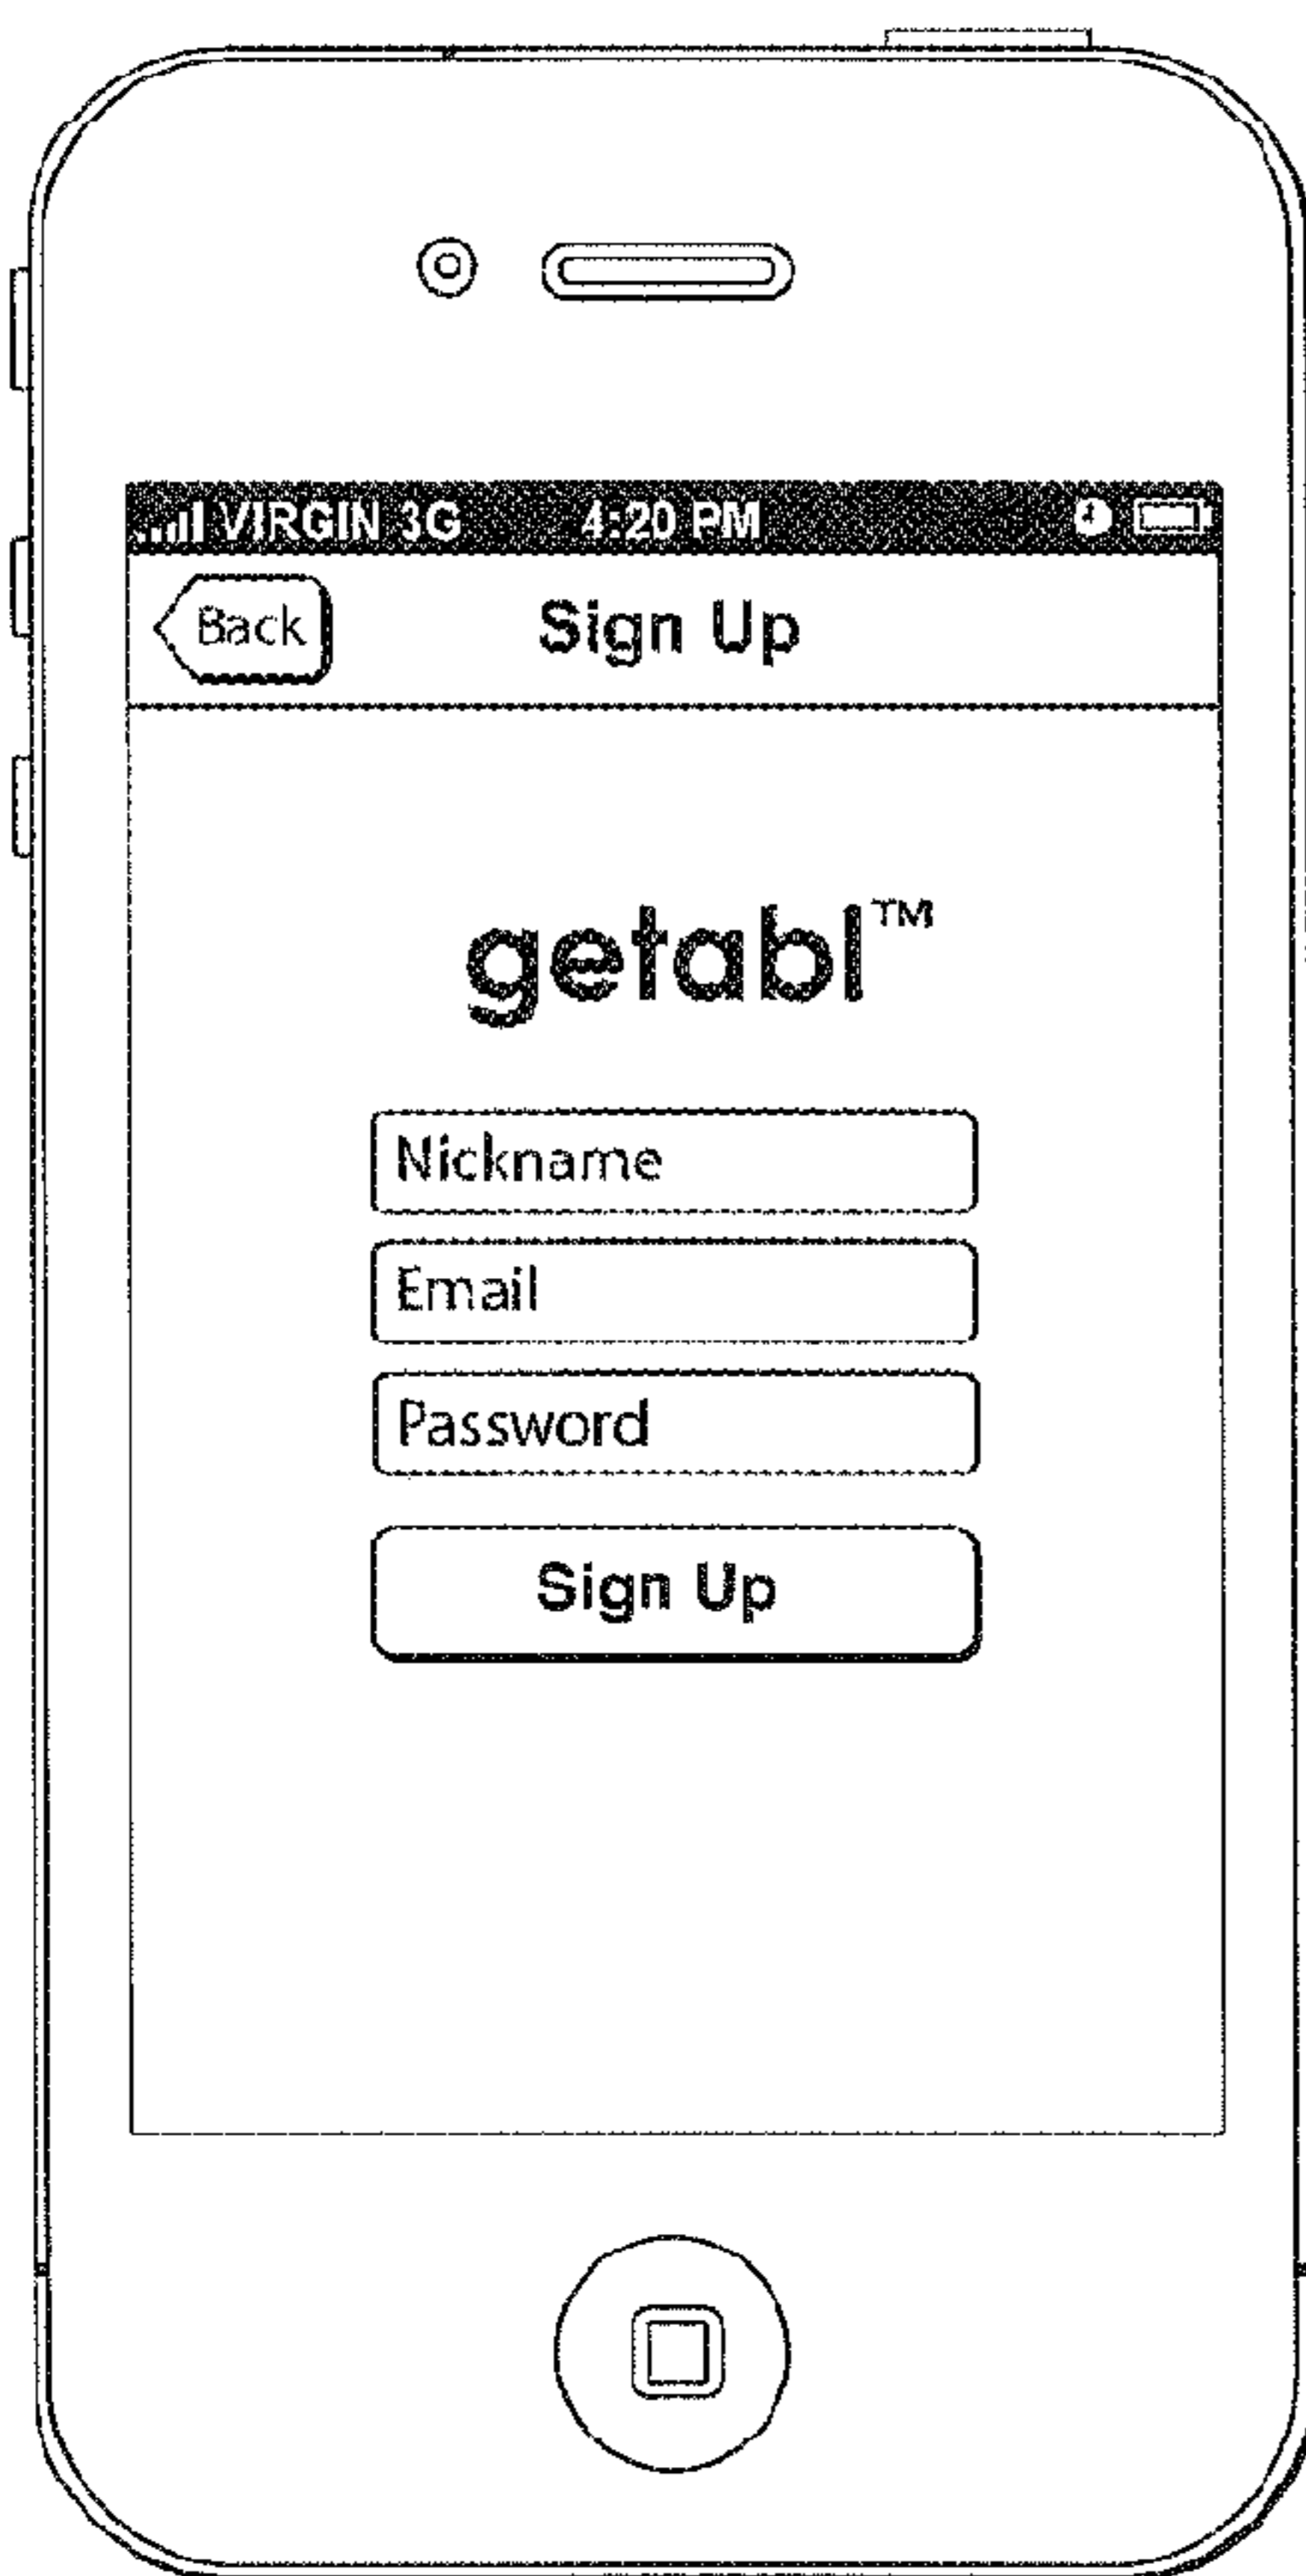 VIRGIN 3G 4:20 PM
Back Sign Up
getabl™
Nickname
Email
Password
Sign Up